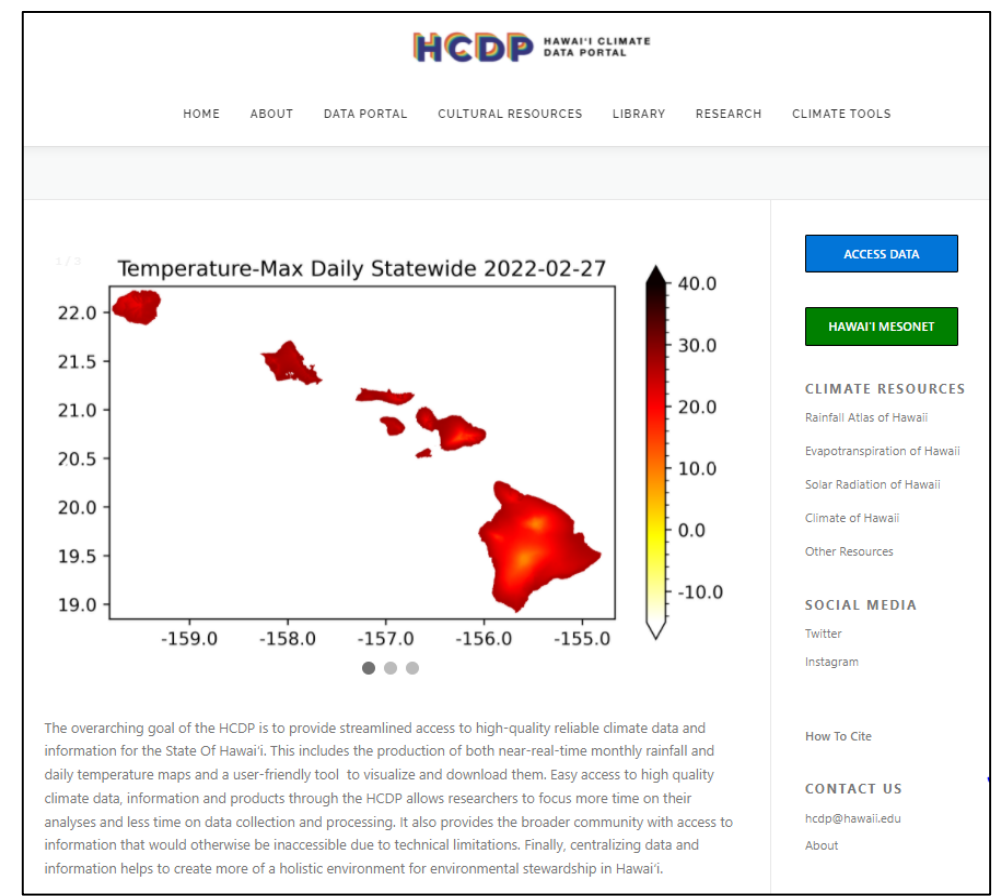 HCDP HAWAI'I CLIMATE
DATA PORTAL
HOME ABOUT DATA PORTAL CULTURAL RESOURCES LIBRARY RESEARCH CLIMATE TOOLS
1 / 3
Temperature-Max Daily Statewide 2022-02-27
22.0
21.5
21.0
20.5
20.0
19.5
19.0
-159.0 -158.0 -157.0 -156.0 -155.0
40.0
30.0
20.0
10.0
0.0
-10.0
The overarching goal of the HCDP is to provide streamlined access to high-quality reliable climate data and
information for the State Of Hawai'i. This includes the production of both near-real-time monthly rainfall and
daily temperature maps and a user-friendly tool to visualize and download them. Easy access to high quality
climate data, information and products through the HCDP allows researchers to focus more time on their
analyses and less time on data collection and processing. It also provides the broader community with access to
information that would otherwise be inaccessible due to technical limitations. Finally, centralizing data and
information helps to create more of a holistic environment for environmental stewardship in Hawai'i.
ACCESS DATA
HAWAI'I MESONET
CLIMATE RESOURCES
Rainfall Atlas of Hawaii
Evapotranspiration of Hawaii
Solar Radiation of Hawaii
Climate of Hawaii
Other Resources
SOCIAL MEDIA
Twitter
Instagram
How To Cite
CONTACT US
hcdp@hawaii.edu
About